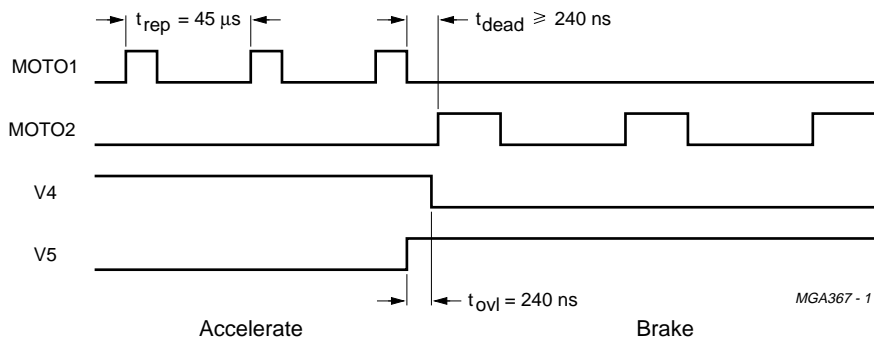 t_rep = 45 µs
t_dead ≥ 240 ns
MOTO1
MOTO2
V4
V5
t_ovl = 240 ns
MGA367 - 1
Accelerate
Brake